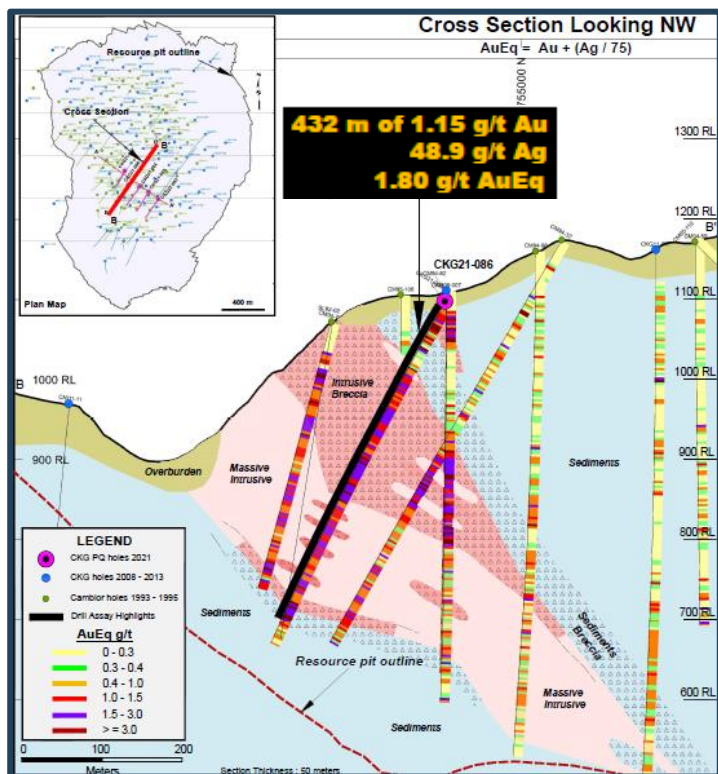 Cross Section Looking NW
AuEq = Au + (Ag / 75)
Resource pit outline
Cross
Section
B'
B
Plan Map
400 m
755000 N
432 m of 1.15 g/t Au
48.9 g/t Ag
1.80 g/t AuEq
1300 RL
1200 RL
B'
CKG21-086
1100 RL
B
1000 RL
1000 RL
Intrusive
Breccia
900 RL
Overburden
Massive
Intrusive
Sediments
900 RL
800 RL
LEGEND
CKG PQ holes 2021
CKG holes 2008 - 2013
Cambior holes 1993 - 1995
Drill Assay Highlights
AuEq g/t
0 - 0.3
0.3 - 0.4
0.4 - 1.0
1.0 - 1.5
1.5 - 3.0
>= 3.0
0
100
200
Meters
Sediments
700 RL
Sediments
Breccia
Resource pit outline
Massive
Intrusive
600 RL
Sediments
Sediments
Section Thickness : 50 meters